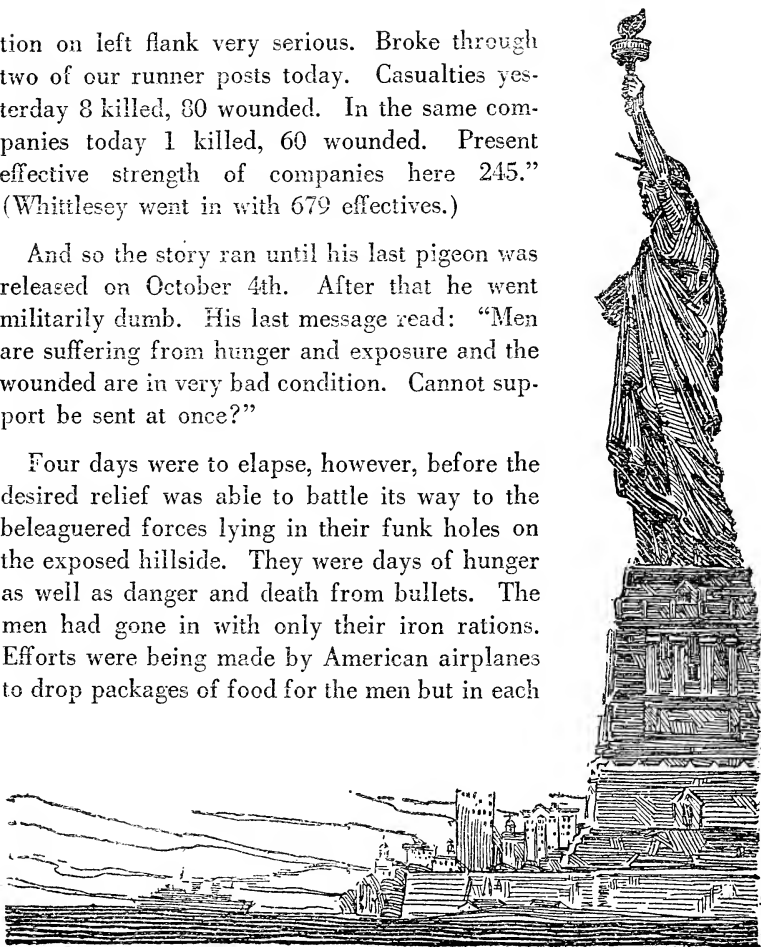 tion on left flank very serious. Broke through
two of our runner posts today. Casualties yes-
terday 8 killed, 80 wounded. In the same com-
panies today 1 killed, 60 wounded. Present
effective strength of companies here 245.”
(Whittlesey went in with 679 effectives.)
And so the story ran until his last pigeon was
released on October 4th. After that he went
militarily dumb. His last message read: “Men
are suffering from hunger and exposure and the
wounded are in very bad condition. Cannot sup-
port be sent at once?”
Four days were to elapse, however, before the
desired relief was able to battle its way to the
beleaguered forces lying in their funk holes on
the exposed hillside. They were days of hunger
as well as danger and death from bullets. The
men had gone in with only their iron rations.
Efforts were being made by American airplanes
to drop packages of food for the men but in each